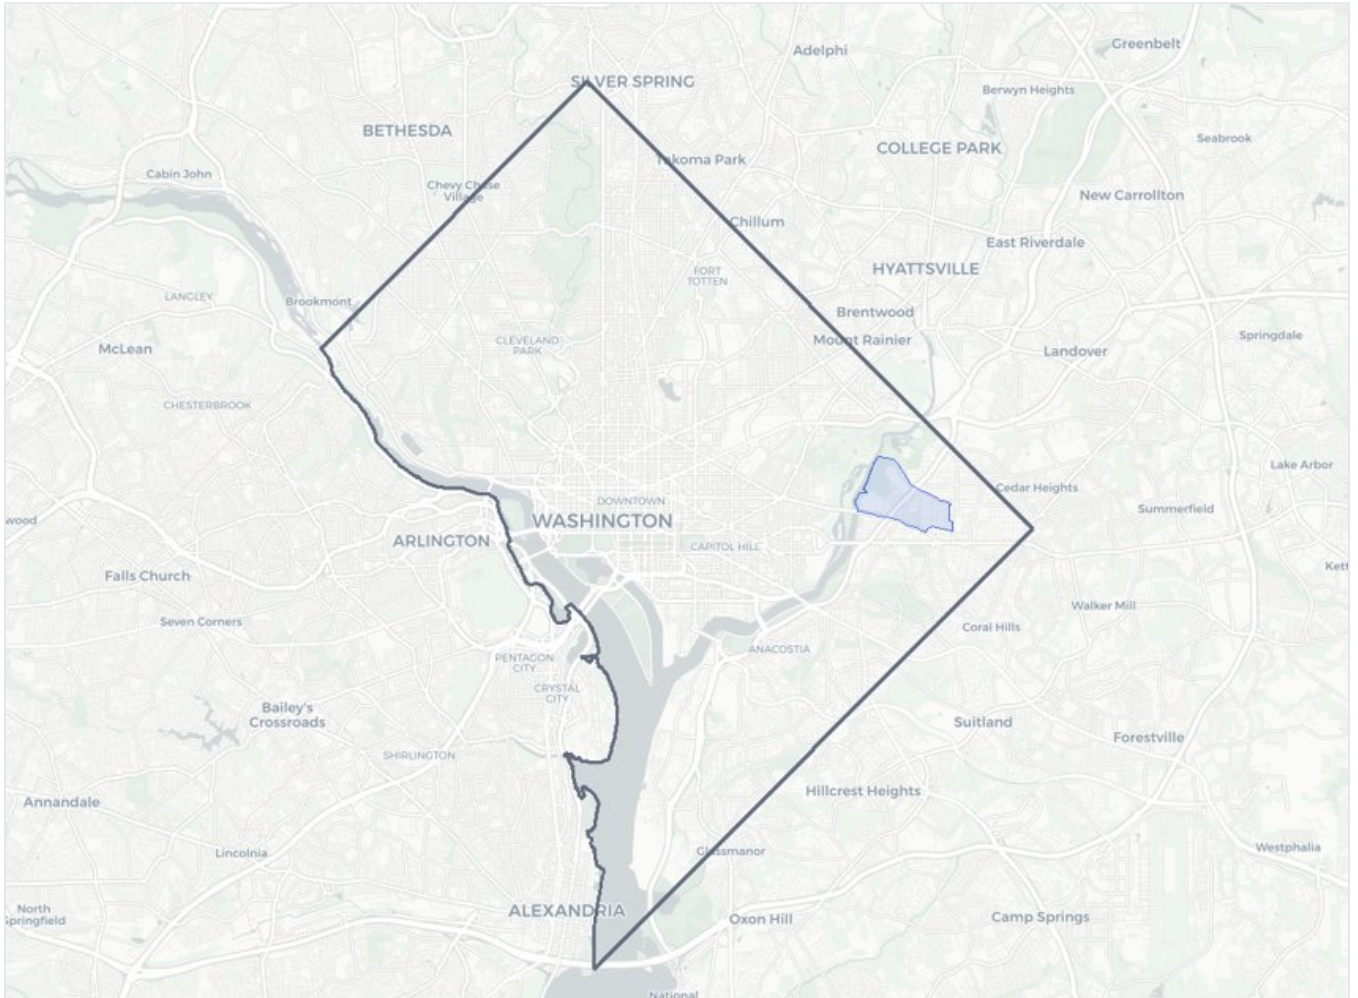 Adelphi
Greenbelt
SILVER SPRING
Berwyn Heights
BETHESDA
Seabrook
COLLEGE PARK
Takoma Park
Cabin John
Chevy Chase
Village
New Carrollton
Chillum
East Riverdale
HYATTSVILLE
FORT
TOTTEN
LANGLEY
Brookmont
Brentwood
Springdale
CLEVELAND
PARK
Mount Rainier
McLean
Landover
CHESTERBROOK
Lake Arbor
Cedar Heights
DOWNTOWN
Summerfield
wood
WASHINGTON
ARLINGTON
CAPITOL HILL
Kett
Falls Church
Walker Mill
Seven Corners
Coral Hills
ANACOSTIA
PENTAGON
CITY
CRYSTAL
CITY
Bailey's
Crossroads
Suitland
Forestville
SHIRLINGTON
Hillcrest Heights
Annandale
Lincolnia
Glassmanor
Westphalia
North
Springfield
ALEXANDRIA
Oxon Hill
Camp Springs
National